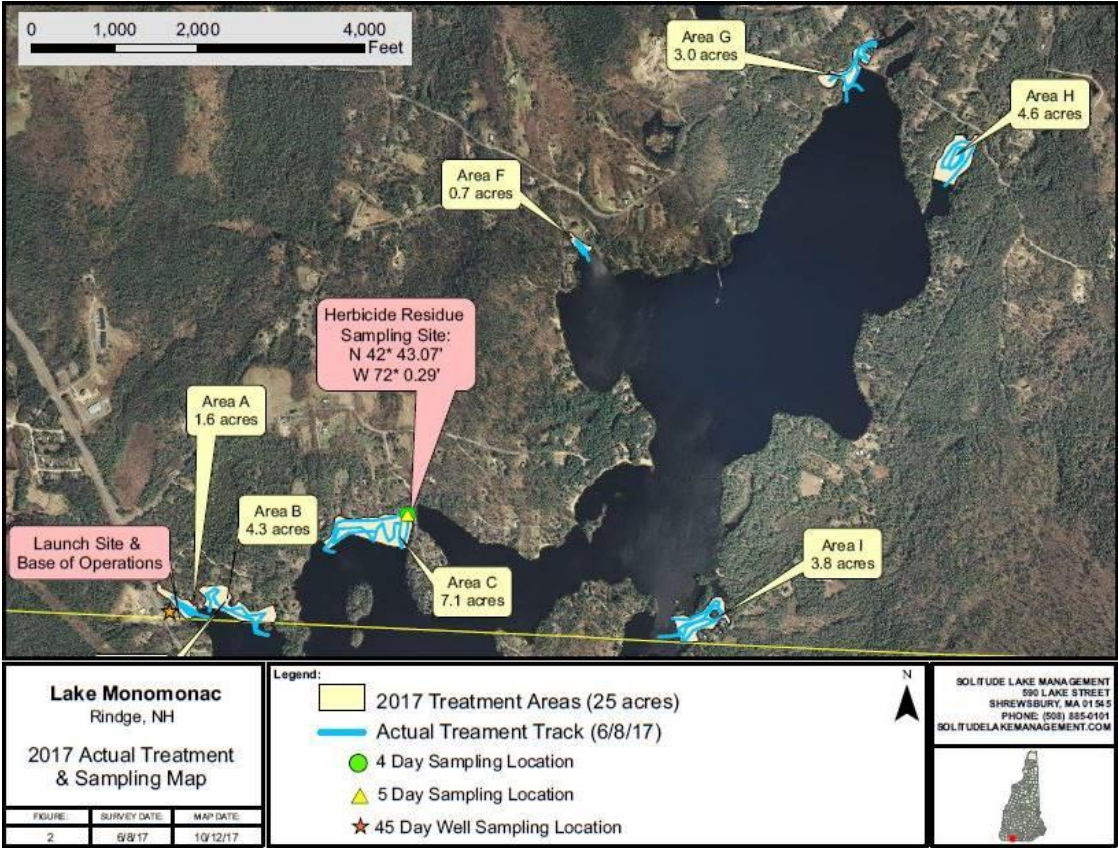 0 1,000 2,000 4,000
Feet
Area G
3.0 acres
Area H
4.6 acres
Area F
0.7 acres
Herbicide Residue
Sampling Site:
N 42* 43.07'
W 72* 0.29'
Area A
1.6 acres
Area B
4.3 acres
Launch Site &
Base of Operations
Area C
7.1 acres
Area I
3.8 acres
Lake Monomonac
Rindge, NH
2017 Actual Treatment
& Sampling Map
FIGURE: SURVEY DATE: MAP DATE:
2 6/8/17 10/12/17
Legend:
2017 Treatment Areas (25 acres)
Actual Treament Track (6/8/17)
4 Day Sampling Location
5 Day Sampling Location
45 Day Well Sampling Location
N
SOLITUDE LAKE MANAGEMENT
590 LAKE STREET
SHREWSBURY, MA 01545
PHONE: (508) 885-0101
SOLITUDELAKEMANAGEMENT.COM